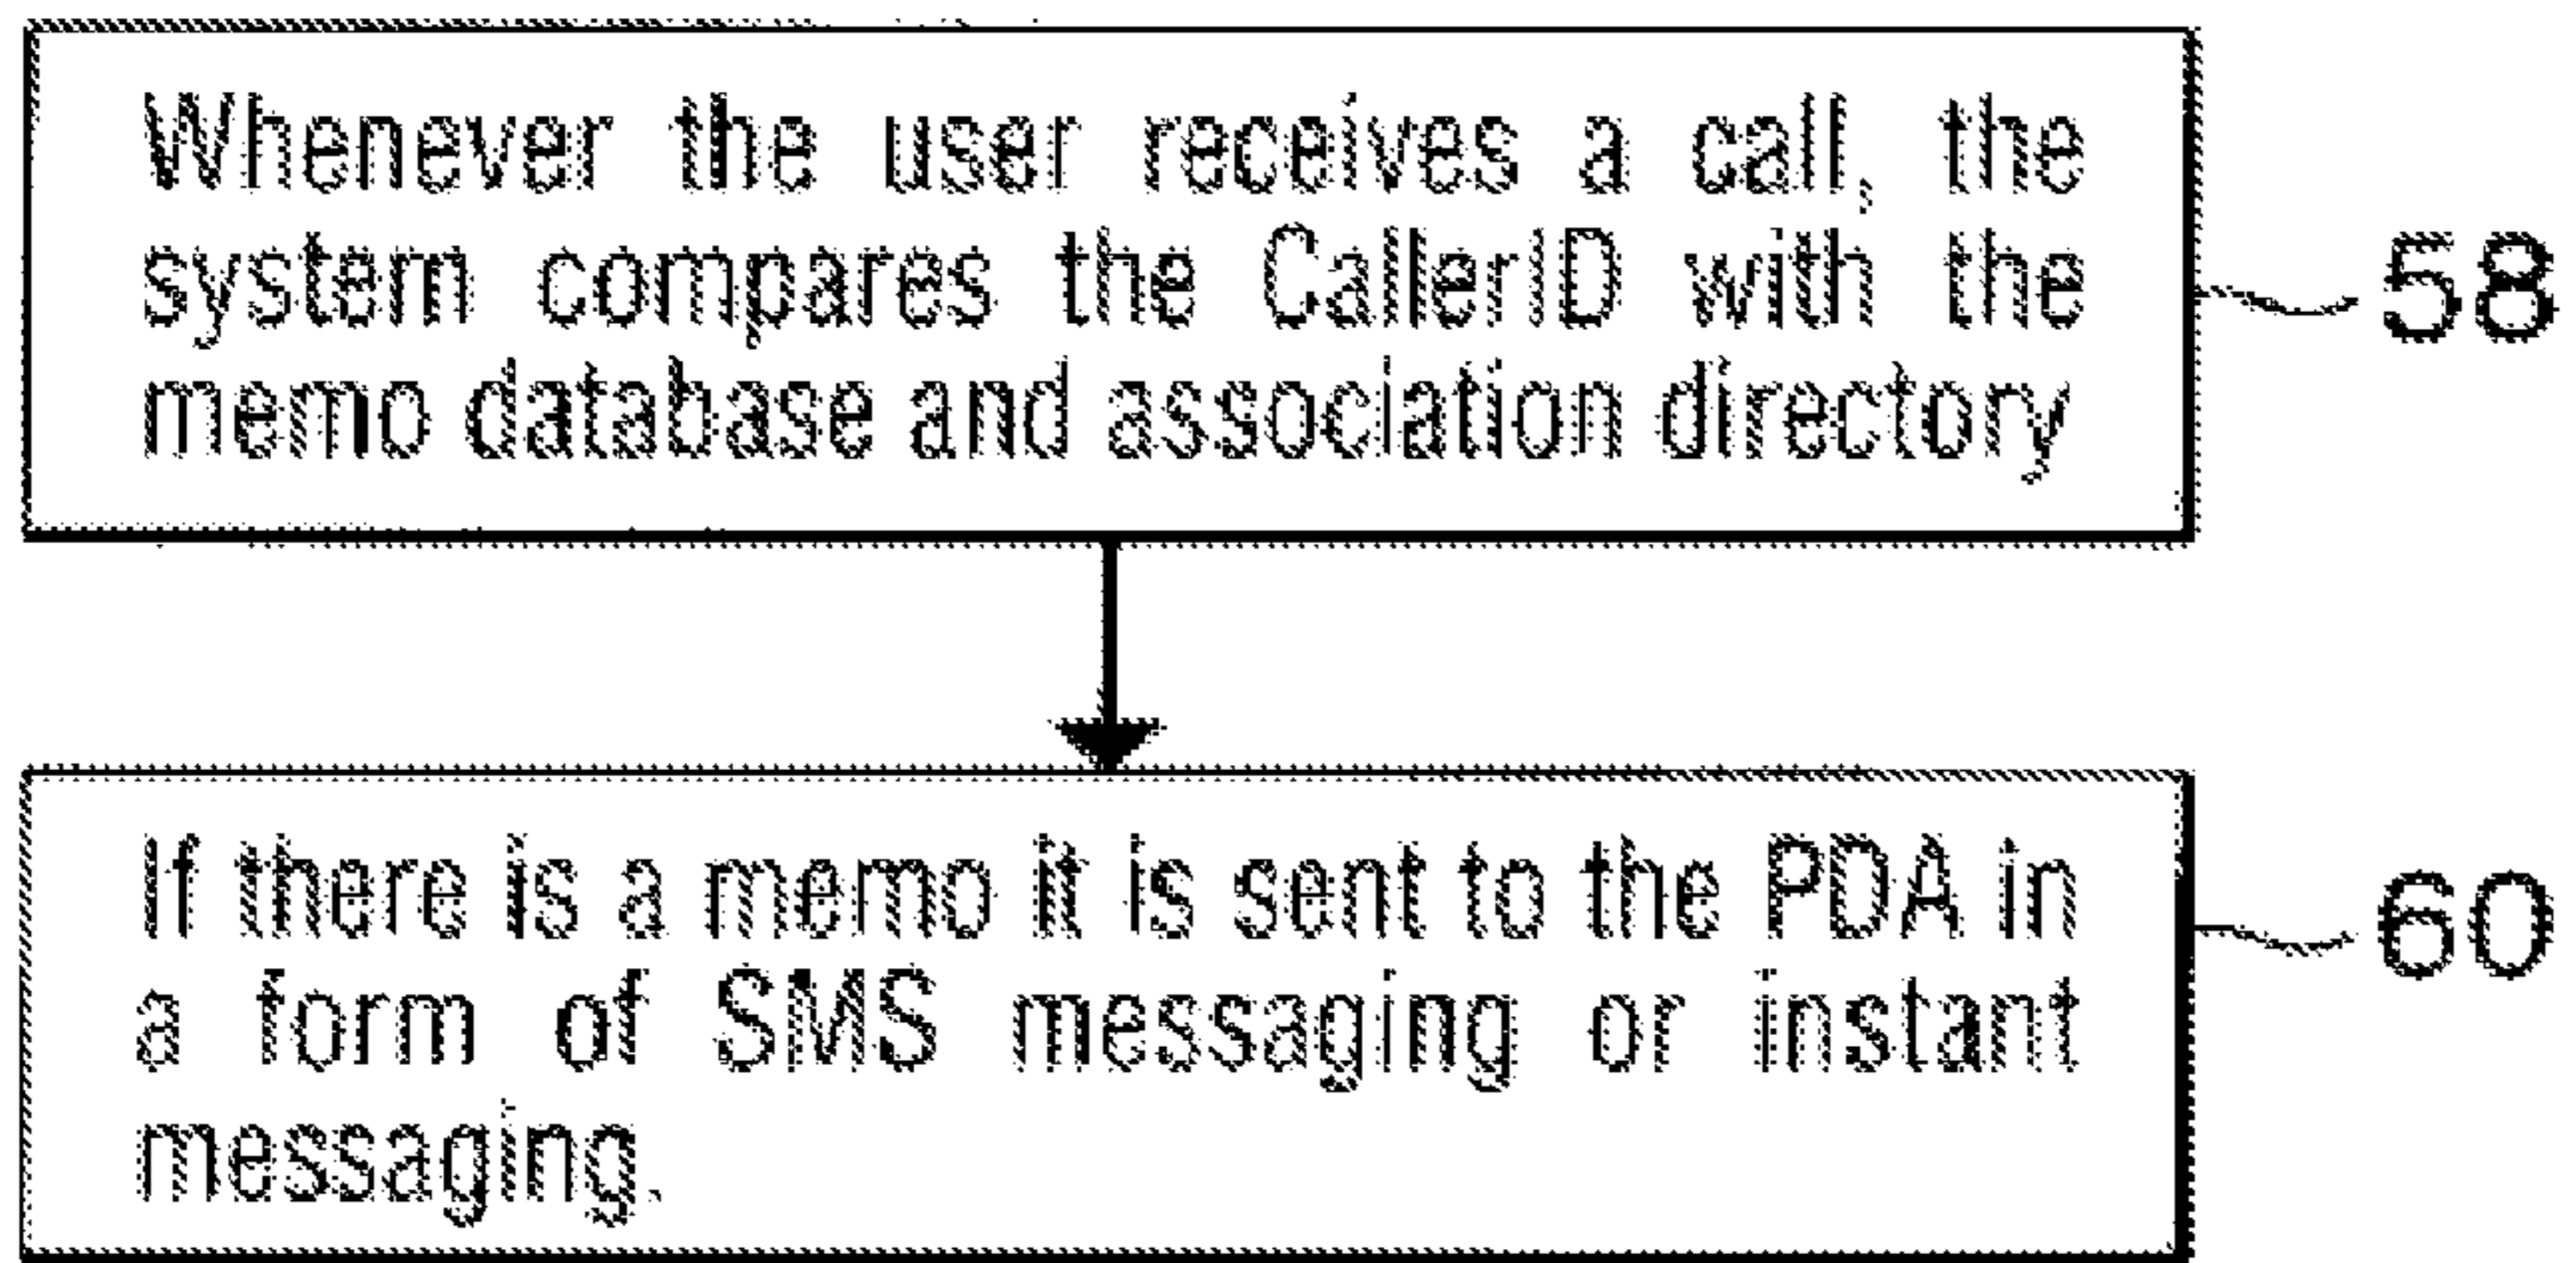 Whenever the user receives a call, the
system compares the CallerID with the
memo database and association directory
58
If there is a memo it is sent to the PDA in
a form of SMS messaging or instant
messaging.
60